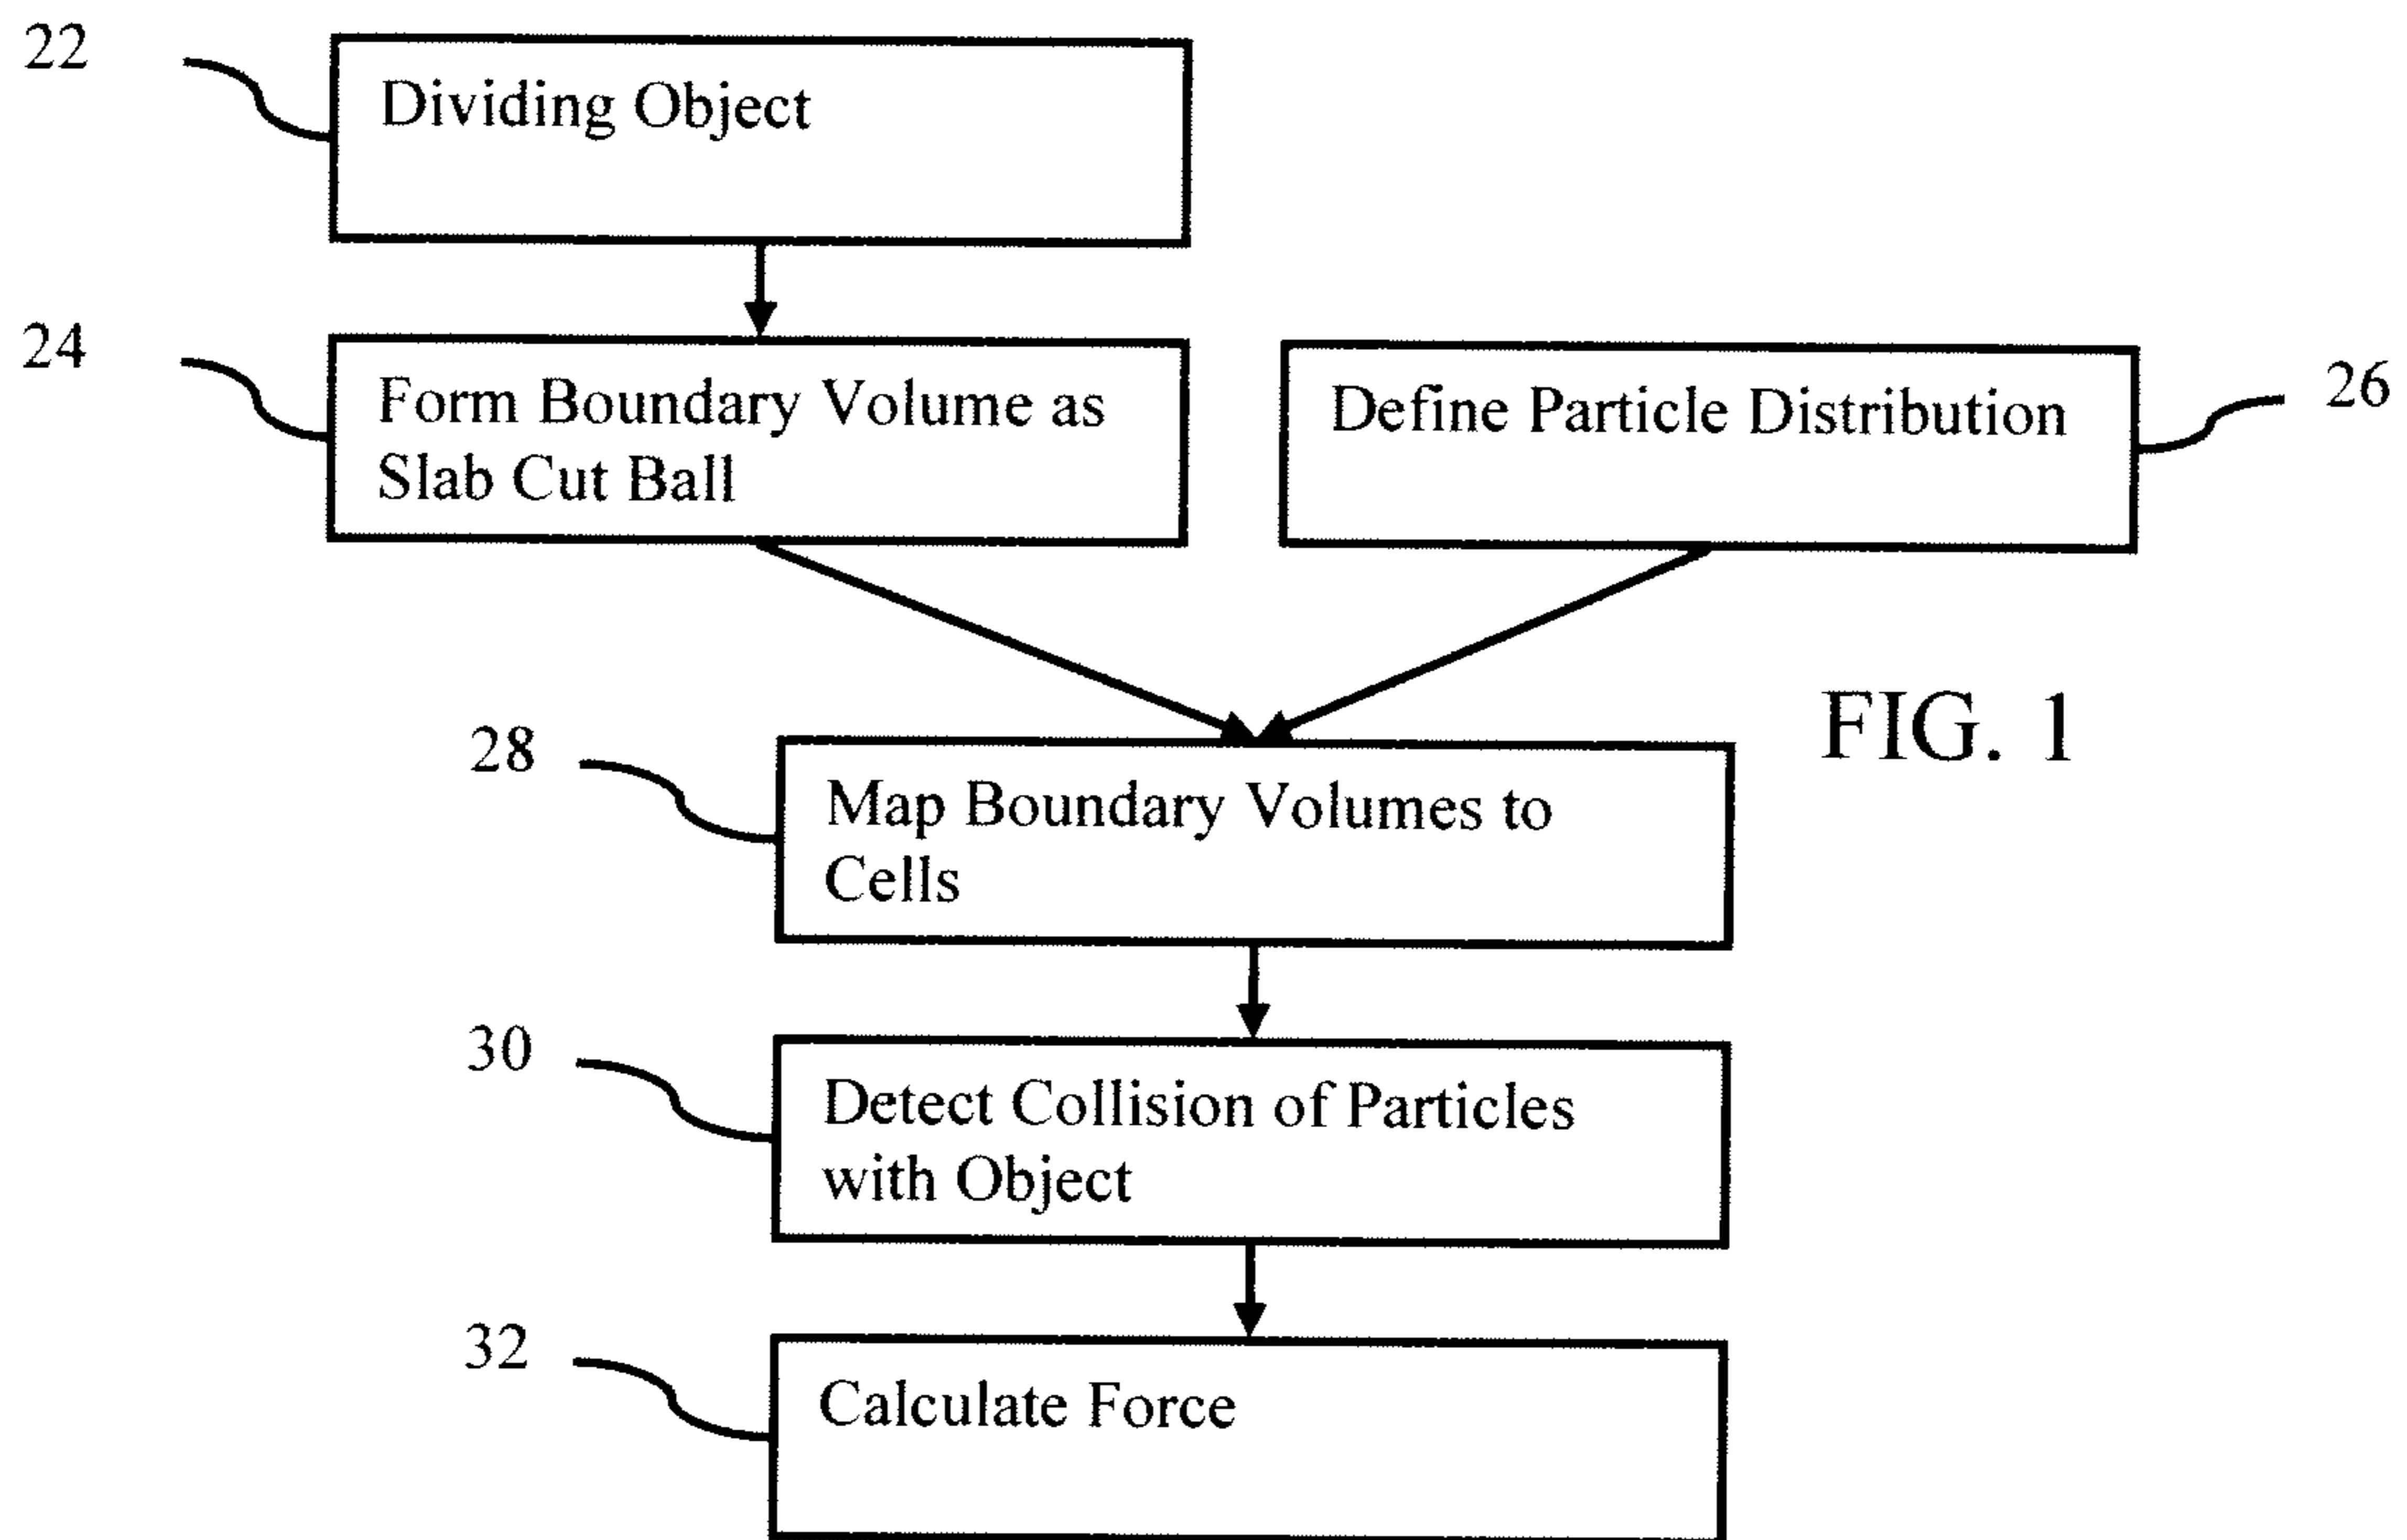 22
Dividing Object
24
Form Boundary Volume as
Slab Cut Ball
Define Particle Distribution
26
FIG. 1
28
Map Boundary Volumes to
Cells
30
Detect Collision of Particles
with Object
32
Calculate Force